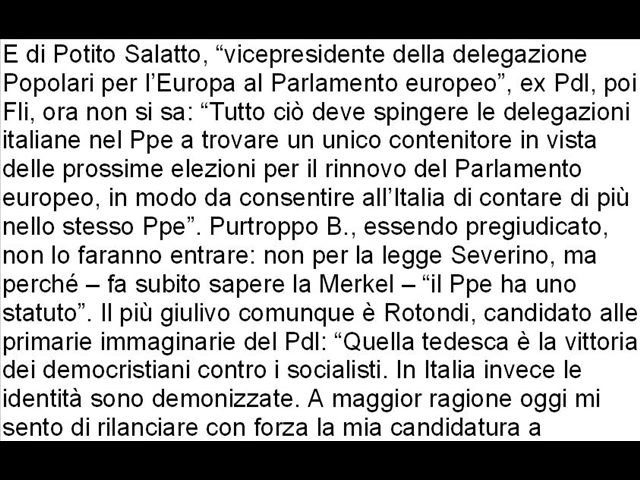 E di Potito Salatto, “vicepresidente della delegazione
Popolari per l’Europa al Parlamento europeo”, ex Pdl, poi
Fli, ora non si sa: “Tutto ciò deve spingere le delegazioni
italiane nel Ppe a trovare un unico contenitore in vista
delle prossime elezioni per il rinnovo del Parlamento
europeo, in modo da consentire all’Italia di contare di più
nello stesso Ppe”. Purtroppo B., essendo pregiudicato,
non lo faranno entrare: non per la legge Severino, ma
perché – fa subito sapere la Merkel – “il Ppe ha uno
statuto”. Il più giulivo comunque è Rotondi, candidato alle
primarie immaginarie del Pdl: “Quella tedesca è la vittoria
dei democristiani contro i socialisti. In Italia invece le
identità sono demonizzate. A maggior ragione oggi mi
sento di rilanciare con forza la mia candidatura a